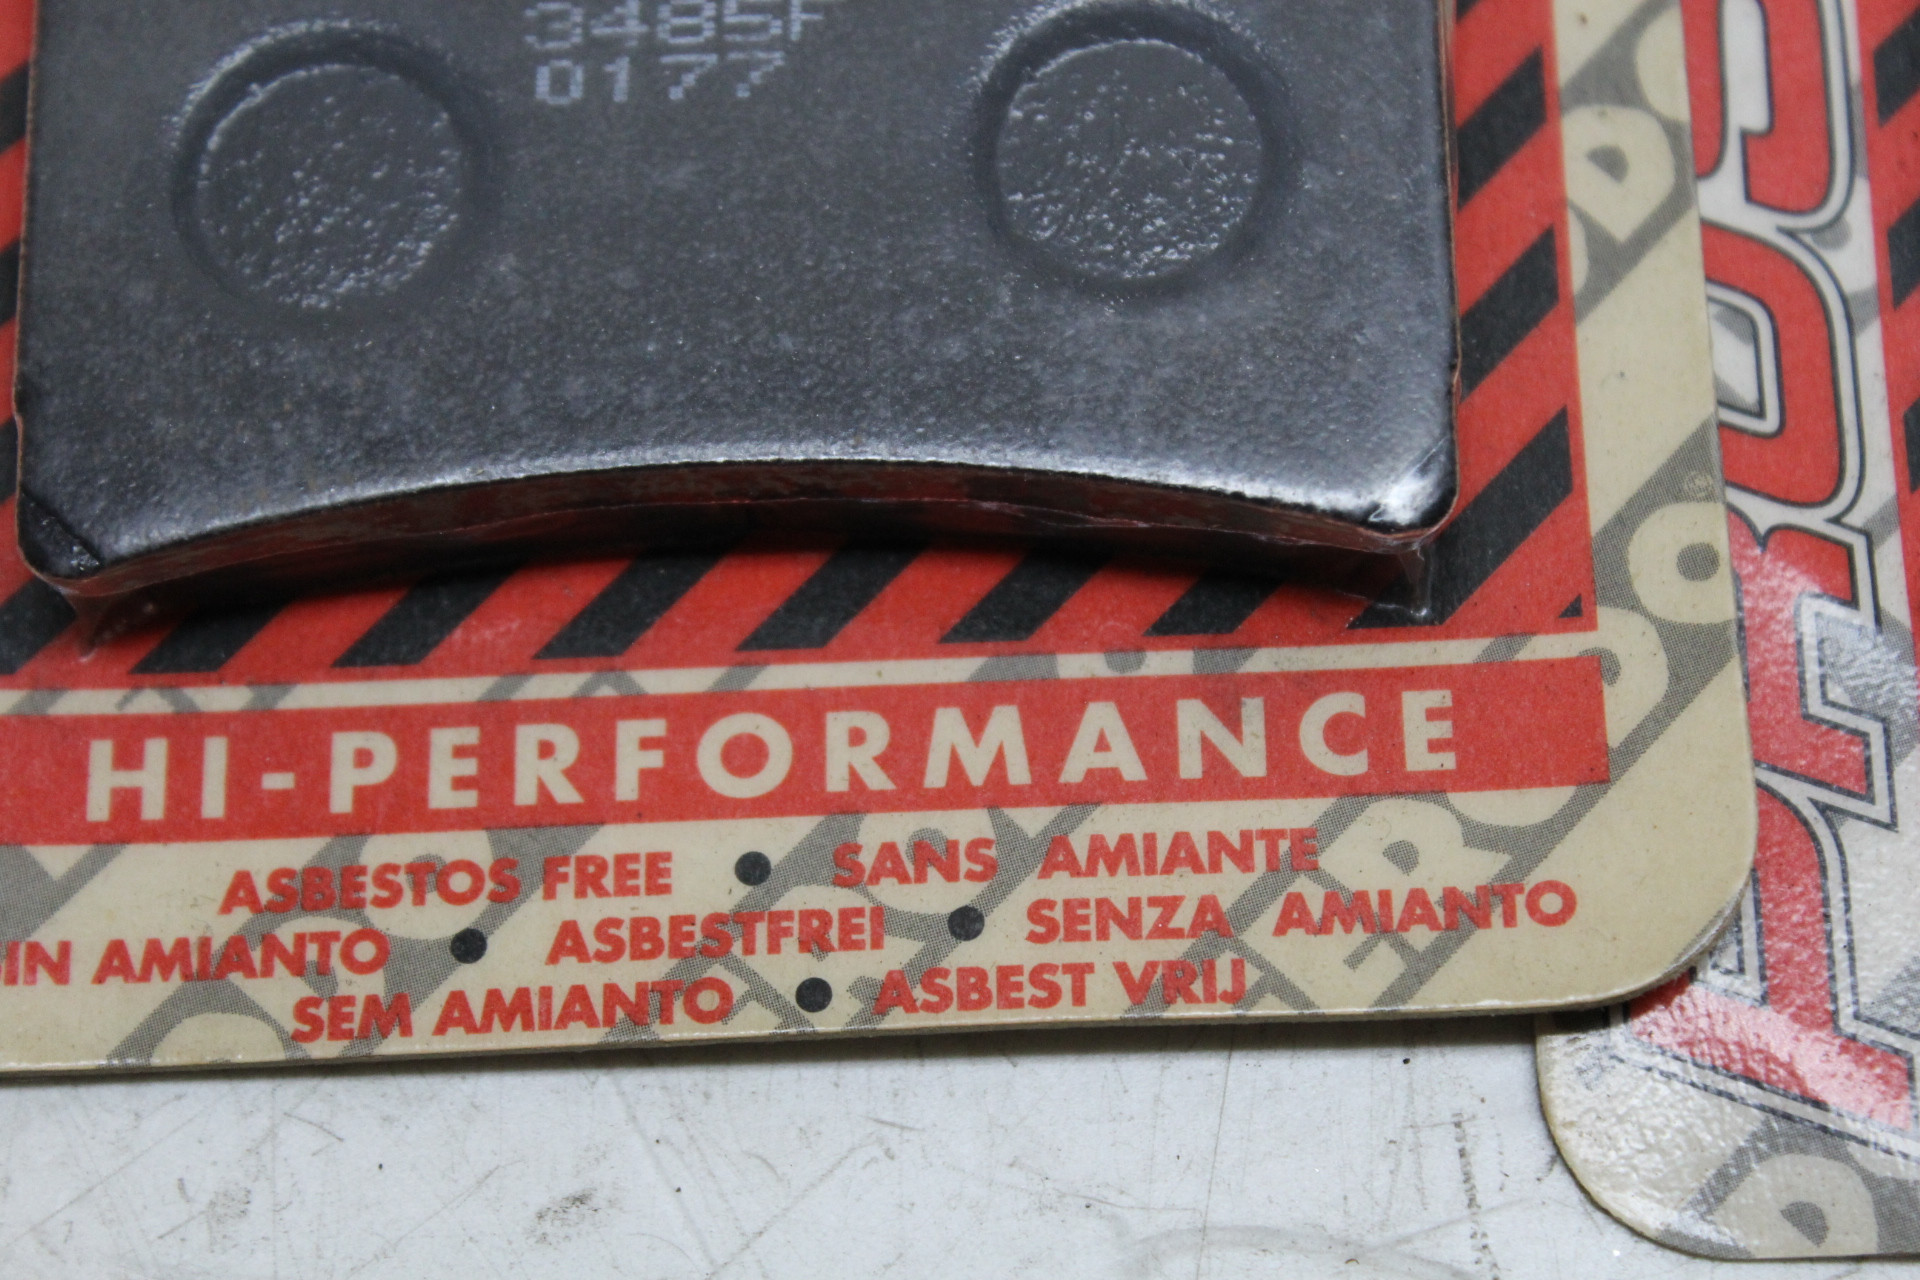 3485F
0177
HI-PERFORMANCE
ASBESTOS FREE • SANS AMIANTE
IN AMIANTO • ASBESTFREI • SENZA AMIANTO
SEM AMIANTO • ASBEST VRIJ